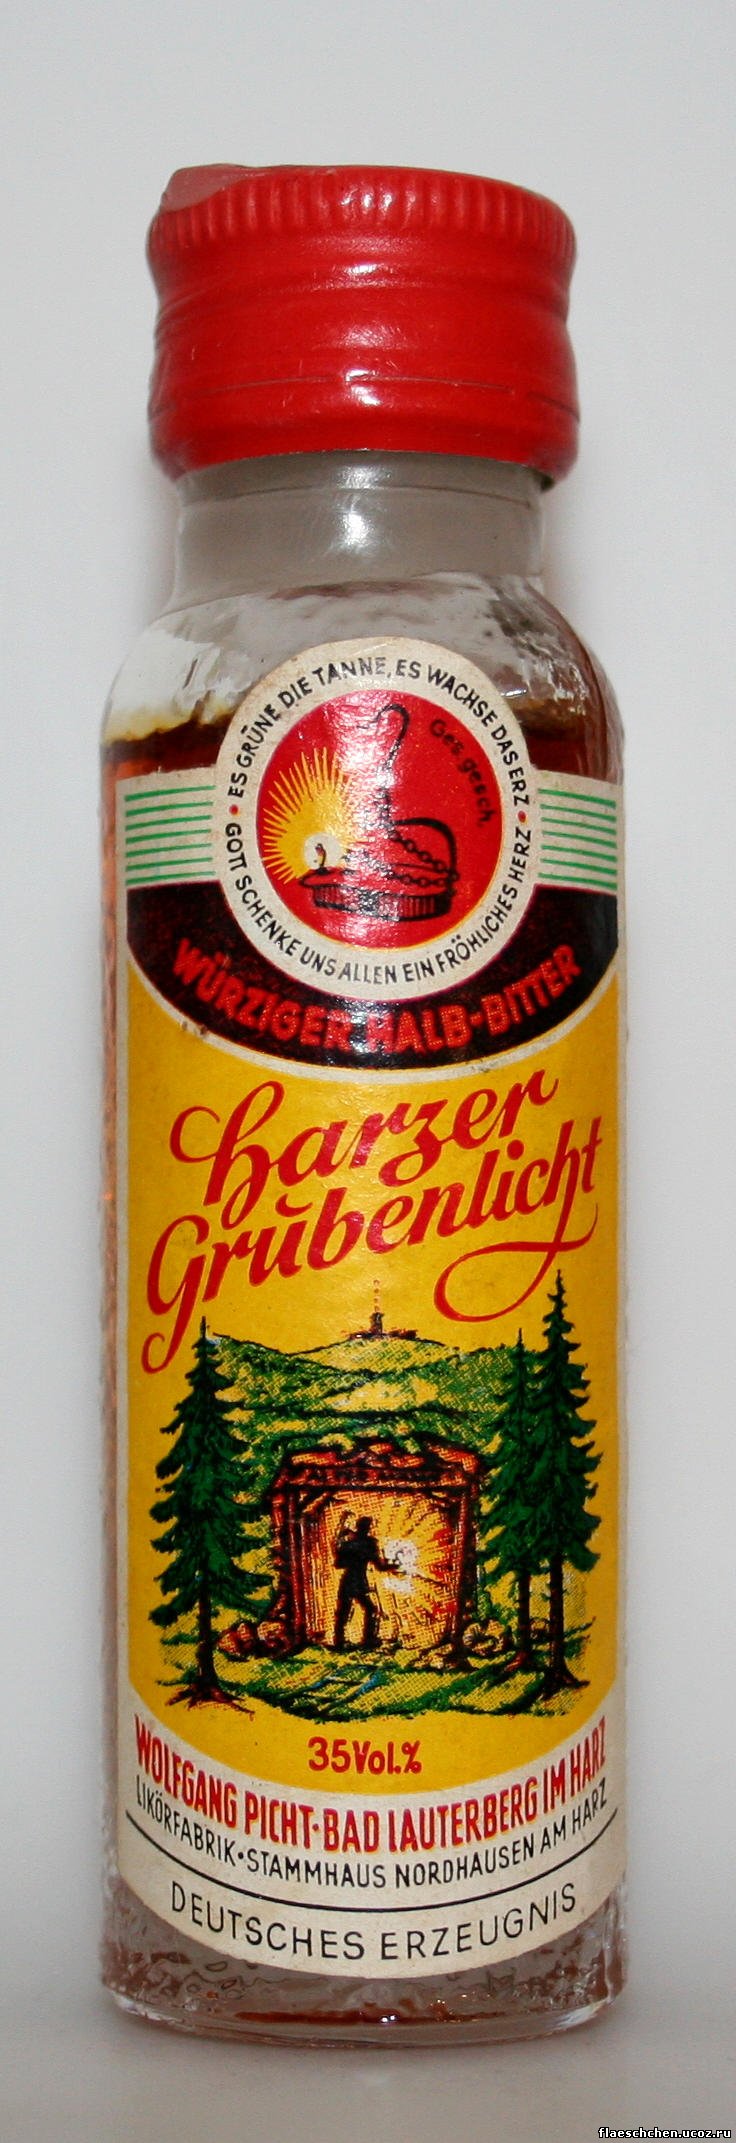 ES GRÜNE DIE TANNE, ES WACHSE DAS ERZ •
GOTT SCHENKE UNS ALLEN EIN FRÖHLICHES HERZ •
Ges. gesch.
WÜRZIGER HALB-BITTER
Harzer
Grubenlicht
35 Vol.%
WOLFGANG PICHT·BAD LAUTERBERG IM HARZ
LIKÖRFABRIK·STAMMHAUS NORDHAUSEN AM HARZ
DEUTSCHES ERZEUGNIS
flaeschchen.ucoz.ru